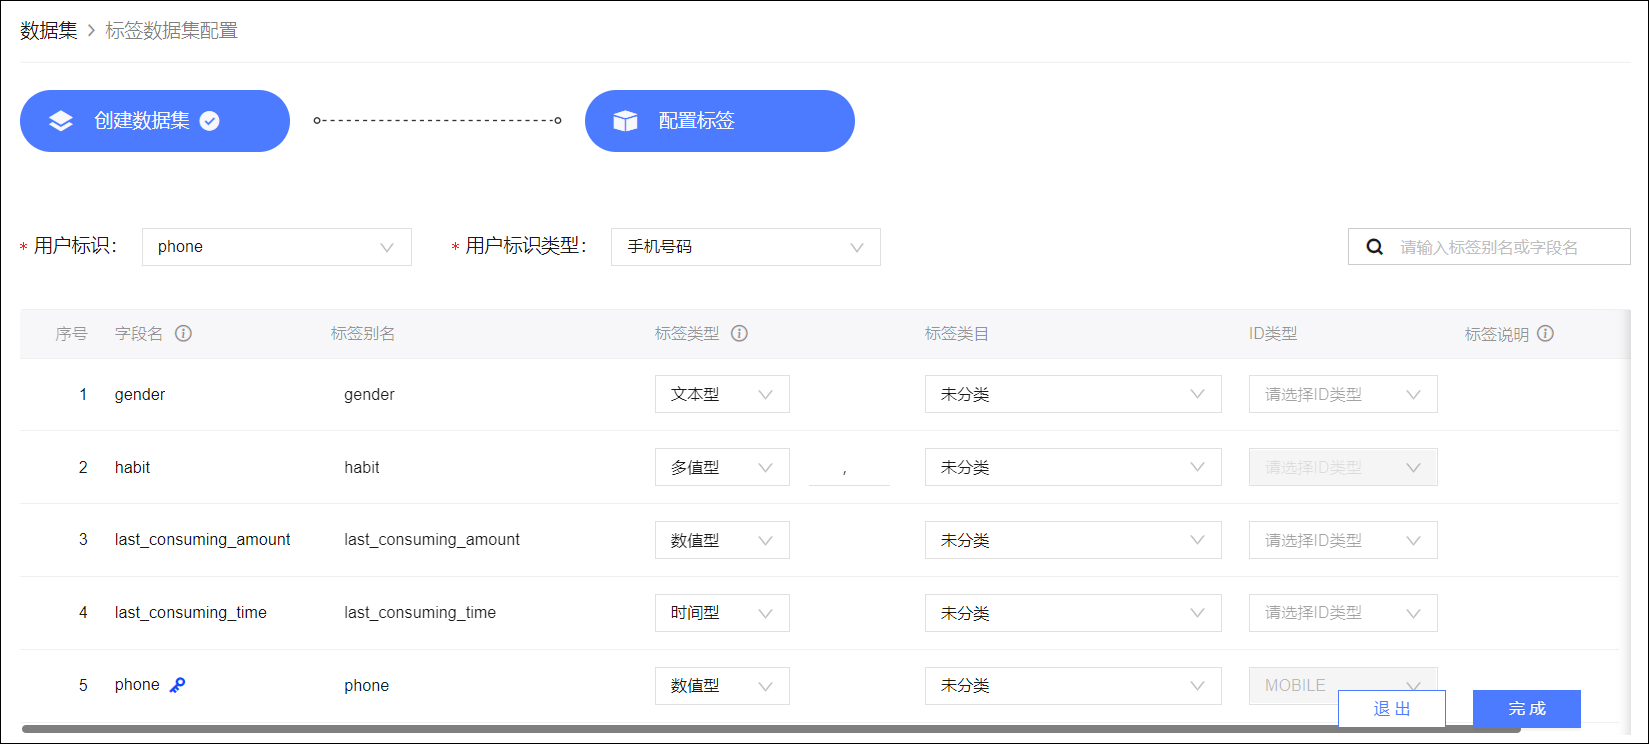 数据集 > 标签数据集配置
创建数据集 配置标签
* 用户标识： phone * 用户标识类型： 手机号码 请输入标签别名或字段名
序号 字段名 标签别名 标签类型 标签类目 ID类型 标签说明
1 gender gender 文本型 未分类 请选择ID类型
2 habit habit 多值型 , 未分类 请选择ID类型
3 last_consuming_amount last_consuming_amount 数值型 未分类 请选择ID类型
4 last_consuming_time last_consuming_time 时间型 未分类 请选择ID类型
5 phone phone 数值型 未分类 MOBILE
退出 完成